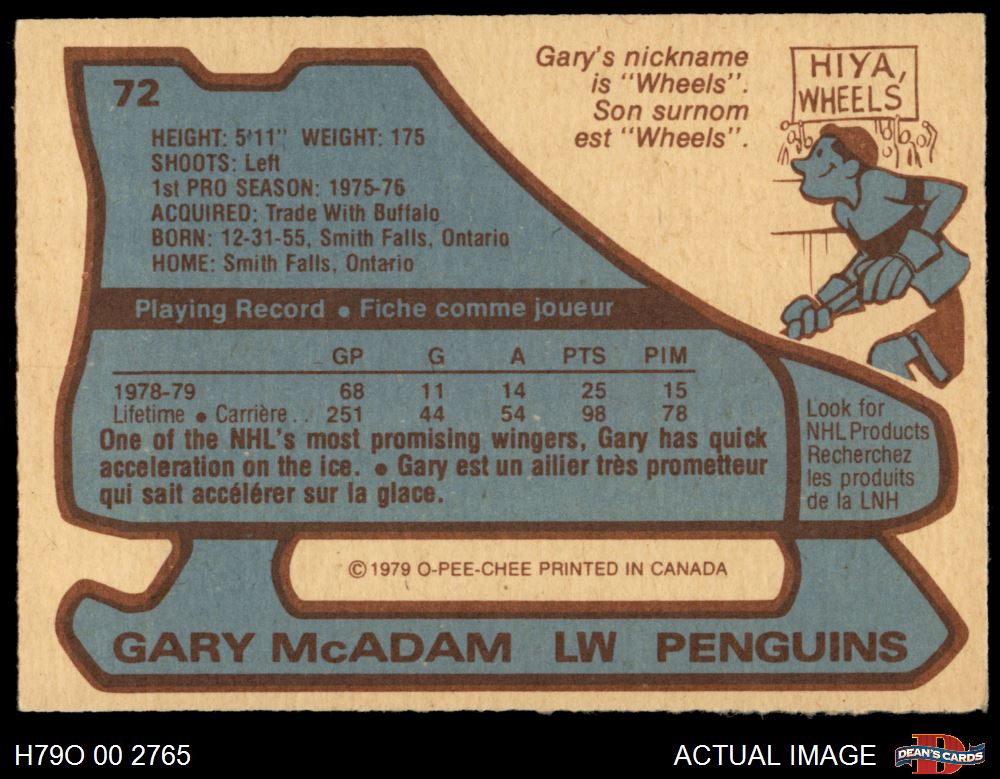 72
Gary's nickname
is "Wheels".
Son surnom
est "Wheels".
HIYA,
WHEELS
HEIGHT: 5'11" WEIGHT: 175
SHOOTS: Left
1st PRO SEASON: 1975-76
ACQUIRED: Trade With Buffalo
BORN: 12-31-55, Smith Falls, Ontario
HOME: Smith Falls, Ontario
Playing Record • Fiche comme joueur
GP G A PTS PIM
1978-79 68 11 14 25 15
Lifetime • Carrière . . 251 44 54 98 78
One of the NHL's most promising wingers, Gary has quick
acceleration on the ice. • Gary est un ailier très prometteur
qui sait accélérer sur la glace.
Look for
NHL Products
Recherchez
les produits
de la LNH
©1979 O-PEE-CHEE PRINTED IN CANADA
GARY McADAM LW PENGUINS
H79O 00 2765
ACTUAL IMAGE
DEAN'S CARDS